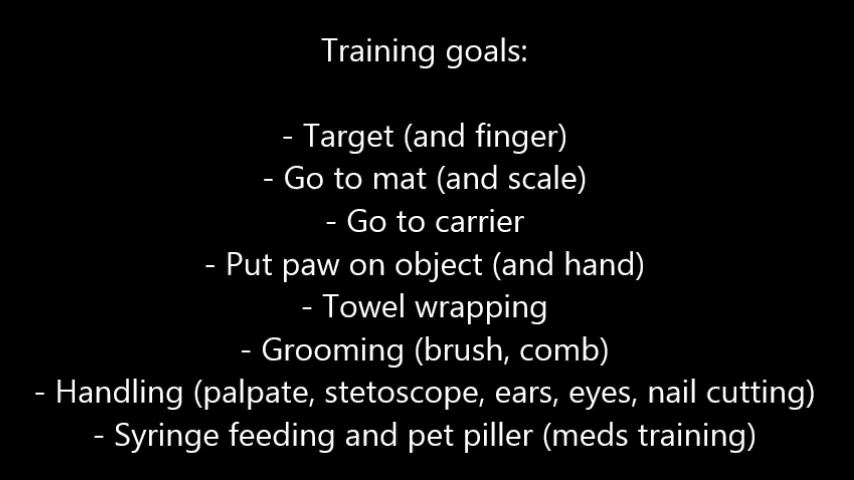 Training goals:
- Target (and finger)
- Go to mat (and scale)
- Go to carrier
- Put paw on object (and hand)
- Towel wrapping
- Grooming (brush, comb)
- Handling (palpate, stetoscope, ears, eyes, nail cutting)
- Syringe feeding and pet piller (meds training)